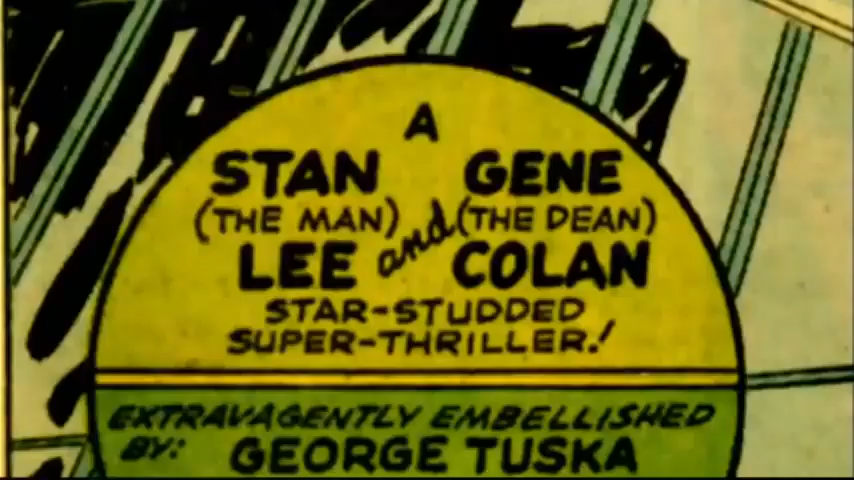 A
STAN GENE
(THE MAN) and (THE DEAN)
LEE COLAN
STAR-STUDDED
SUPER-THRILLER!
EXTRAVAGENTLY EMBELLISHED
BY: GEORGE TUSKA